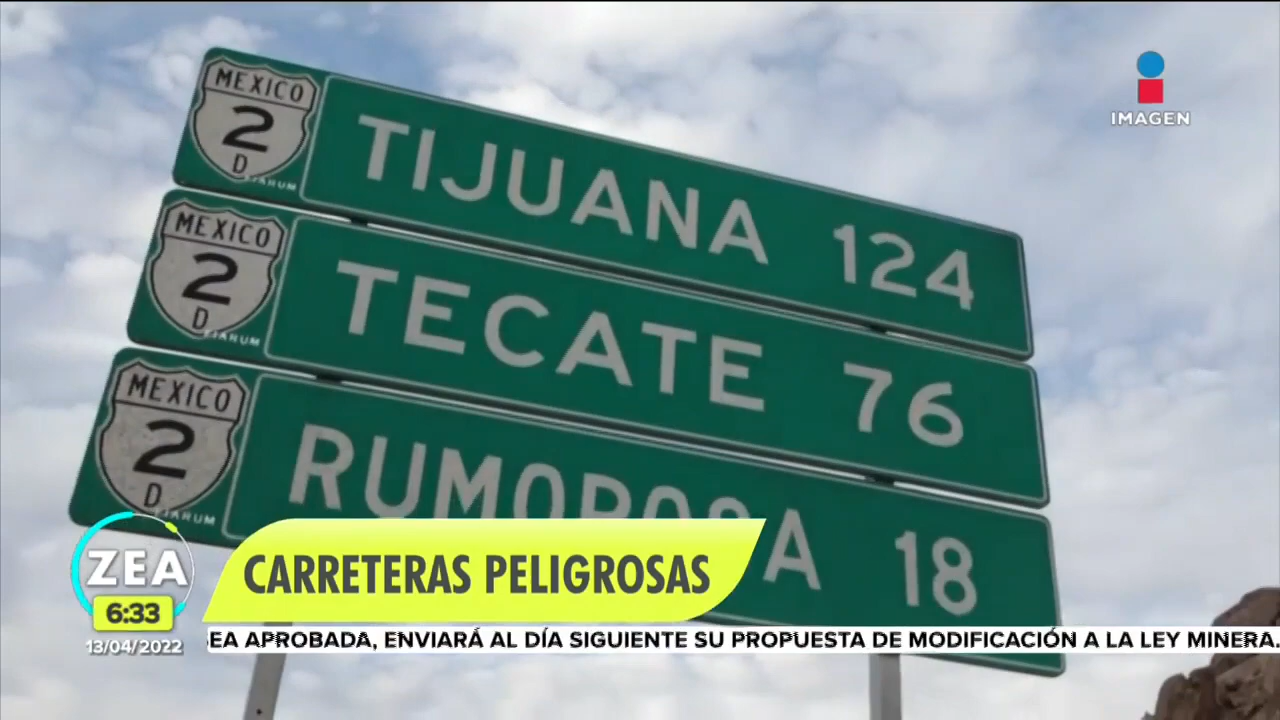 MEXICO
2
D
TIJUANA 124
MEXICO
2
D
TECATE 76
MEXICO
2
D
RUMOROSA 18
IMAGEN
ZEA
6:33
13/04/2022
CARRETERAS PELIGROSAS
EA APROBADA, ENVIARÁ AL DÍA SIGUIENTE SU PROPUESTA DE MODIFICACIÓN A LA LEY MINERA.